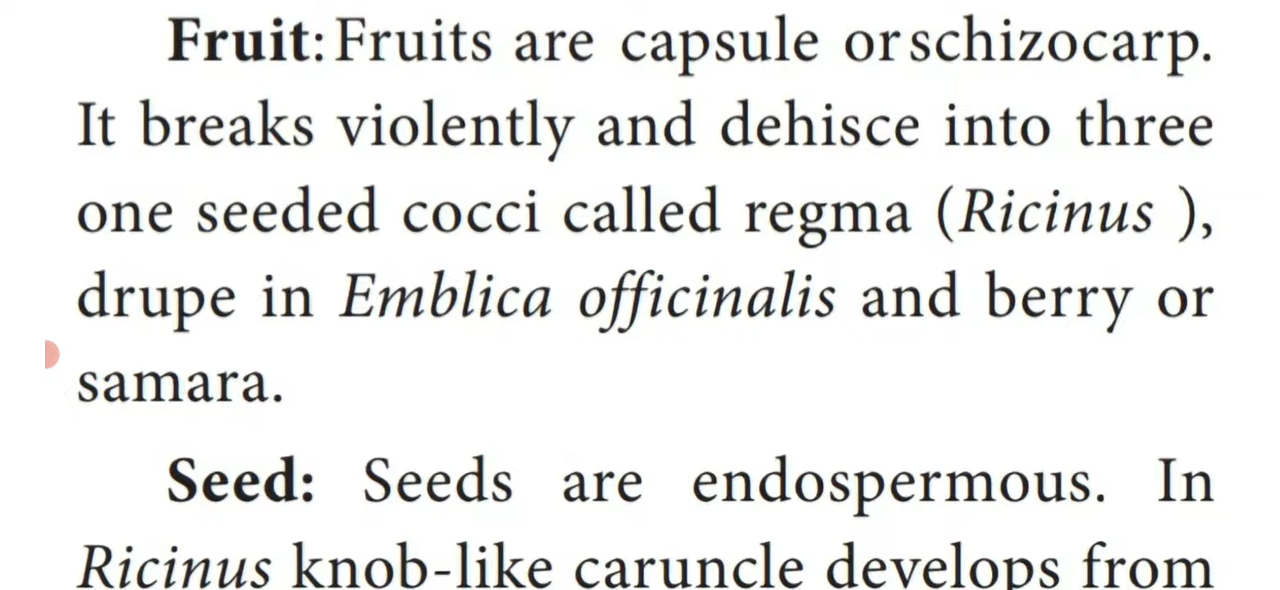 Fruit: Fruits are capsule or schizocarp.
It breaks violently and dehisce into three
one seeded cocci called regma (Ricinus ),
drupe in Emblica officinalis and berry or
samara.
Seed: Seeds are endospermous. In
Ricinus knob-like caruncle develops from